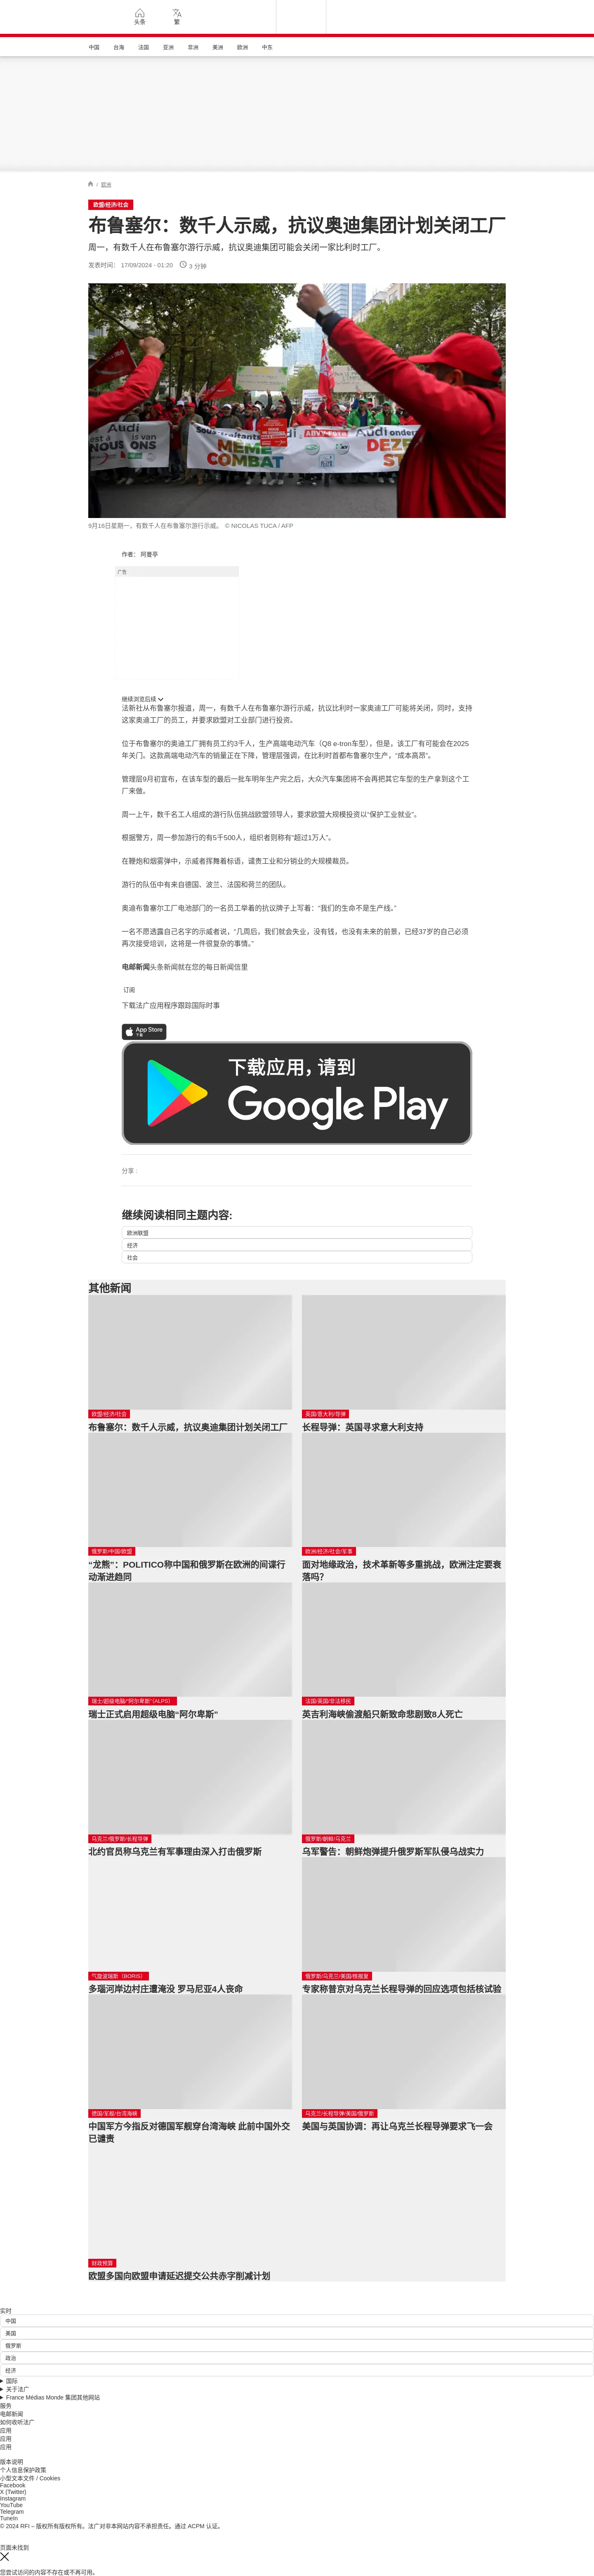 头条
繁
中国
台海
法国
亚洲
非洲
美洲
欧洲
中东
/ 欧洲
欧盟/经济/社会
布鲁塞尔：数千人示威，抗议奥迪集团计划关闭工厂
周一，有数千人在布鲁塞尔游行示威，抗议奥迪集团可能会关闭一家比利时工厂。
发表时间： 17/09/2024 - 01:20
3 分钟
Audi
Sous-traitants
ABVV-FGTB
Audi
onder
est à
NOUS
is van
ONS
MEME
COMBAT
DEZE
9月16日星期一，有数千人在布鲁塞尔游行示威。 © NICOLAS TUCA / AFP
作者： 阿曼亭
广告
继续浏览后续
法新社从布鲁塞尔报道，周一，有数千人在布鲁塞尔游行示威，抗议比利时一家奥迪工厂可能将关闭，同时，支持
这家奥迪工厂的员工，并要求欧盟对工业部门进行投资。
位于布鲁塞尔的奥迪工厂拥有员工约3千人，生产高端电动汽车（Q8 e-tron车型），但是，该工厂有可能会在2025
年关门。这款高端电动汽车的销量正在下降，管理层强调，在比利时首都布鲁塞尔生产，“成本高昂”。
管理层9月初宣布，在该车型的最后一批车明年生产完之后，大众汽车集团将不会再把其它车型的生产拿到这个工
厂来做。
周一上午，数千名工人组成的游行队伍挑战欧盟领导人，要求欧盟大规模投资以“保护工业就业”。
根据警方，周一参加游行的有5千500人，组织者则称有“超过1万人”。
在鞭炮和烟雾弹中，示威者挥舞着标语，谴责工业和分销业的大规模裁员。
游行的队伍中有来自德国、波兰、法国和荷兰的团队。
奥迪布鲁塞尔工厂电池部门的一名员工举着的抗议牌子上写着：“我们的生命不是生产线。”
一名不愿透露自己名字的示威者说，“几周后，我们就会失业，没有钱，也没有未来的前景，已经37岁的自己必须
再次接受培训，这将是一件很复杂的事情。”
电邮新闻头条新闻就在您的每日新闻信里
订阅
下载法广应用程序跟踪国际时事
App Store
下载
下载应用，请到
Google Play
分享 :
继续阅读相同主题内容:
欧洲联盟
经济
社会
其他新闻
欧盟/经济/社会
布鲁塞尔：数千人示威，抗议奥迪集团计划关闭工厂
英国/意大利/导弹
长程导弹：英国寻求意大利支持
俄罗斯/中国/欧盟
“龙熊”：POLITICO称中国和俄罗斯在欧洲的间谍行
动渐进趋同
欧洲/经济/社会/军事
面对地缘政治，技术革新等多重挑战，欧洲注定要衰
落吗？
瑞士/超级电脑/“阿尔卑斯”（ALPS）
瑞士正式启用超级电脑“阿尔卑斯”
法国/英国/非法移民
英吉利海峡偷渡船只新致命悲剧致8人死亡
乌克兰/俄罗斯/长程导弹
北约官员称乌克兰有军事理由深入打击俄罗斯
俄罗斯/朝鲜/乌克兰
乌军警告：朝鲜炮弹提升俄罗斯军队侵乌战实力
气旋波瑞斯（BORIS）
多瑙河岸边村庄遭淹没 罗马尼亚4人丧命
俄罗斯/乌克兰/美国/核报复
专家称普京对乌克兰长程导弹的回应选项包括核试验
德国/军舰/台湾海峡
中国军方今指反对德国军舰穿台湾海峡 此前中国外交
已谴责
乌克兰/长程导弹/美国/俄罗斯
美国与英国协调：再让乌克兰长程导弹要求飞一会
财政预算
欧盟多国向欧盟申请延迟提交公共赤字削减计划
实时
中国
美国
俄罗斯
政治
经济
国际
关于法广
France Médias Monde 集团其他网站
服务
电邮新闻
如何收听法广
应用
应用
应用
版本说明
个人信息保护政策
小型文本文件 / Cookies
Facebook
X (Twitter)
Instagram
YouTube
Telegram
TuneIn
© 2024 RFI – 版权所有版权所有。法广对非本网站内容不承担责任。通过 ACPM 认证。
页面未找到
您尝试访问的内容不存在或不再可用。